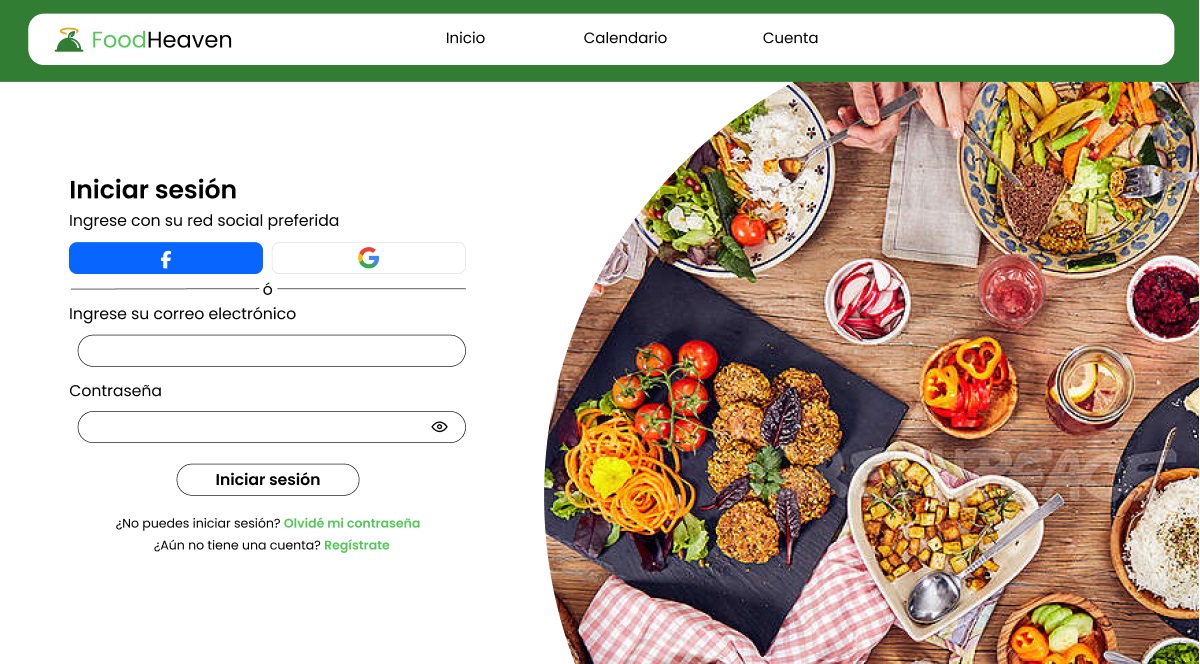 FoodHeaven
Inicio
Calendario
Cuenta
Iniciar sesión
Ingrese con su red social preferida
ó
Ingrese su correo electrónico
Contraseña
Iniciar sesión
¿No puedes iniciar sesión? Olvidé mi contraseña
¿Aún no tiene una cuenta? Regístrate